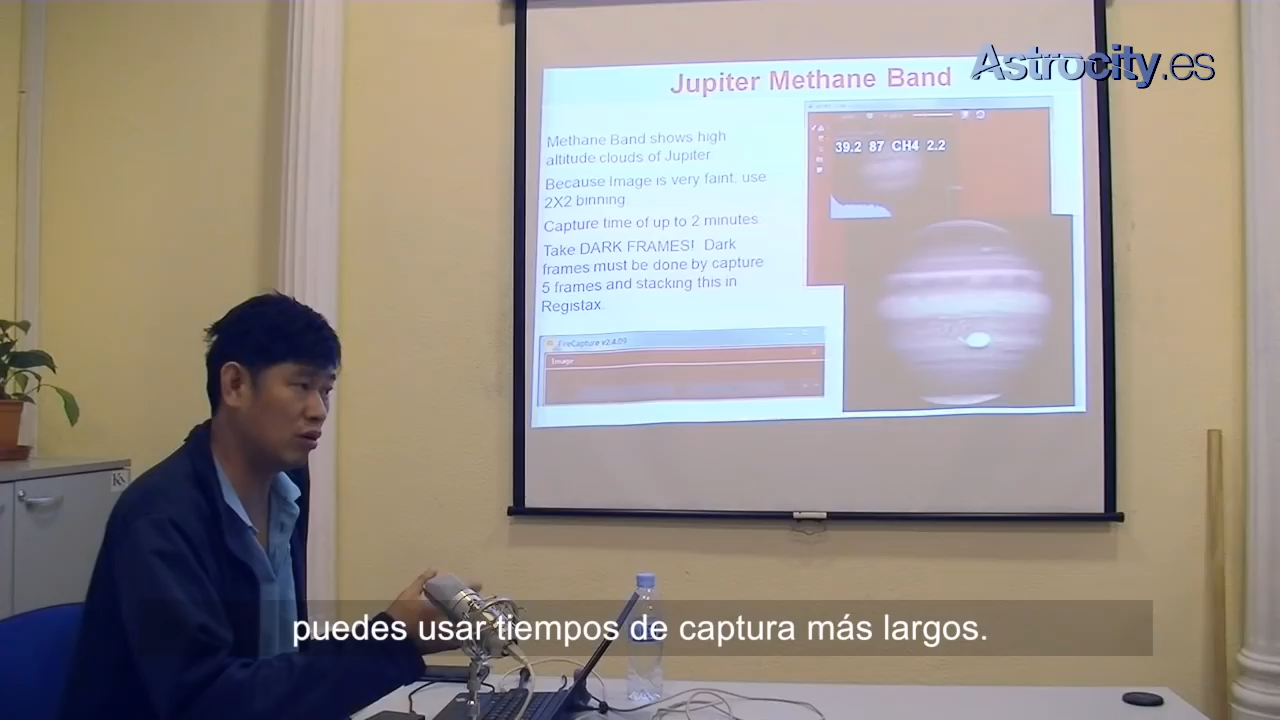 Astrocity.es
Jupiter Methane Band
Methane Band shows high
altitude clouds of Jupiter
Because Image is very faint, use
2X2 binning
Capture time of up to 2 minutes
Take DARK FRAMES! Dark
frames must be done by capture
5 frames and stacking this in
Registax.
39.2 87 CH4 2.2
FireCapture v2.4.09
Image
puedes usar tiempos de captura más largos.